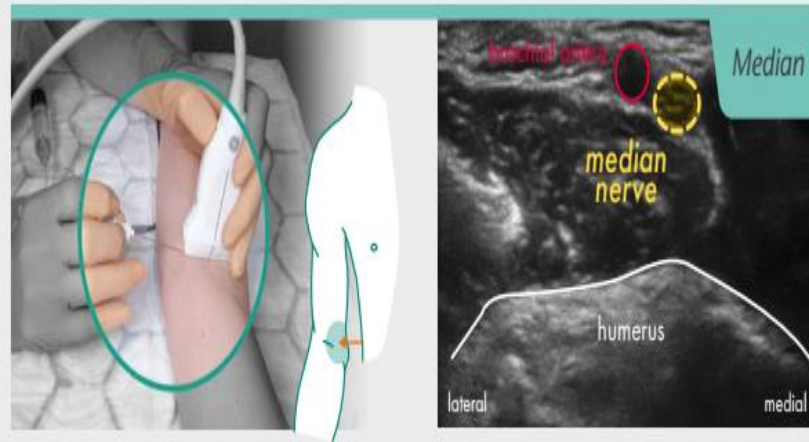 Median
brachial artery
median
nerve
humerus
lateral
medial